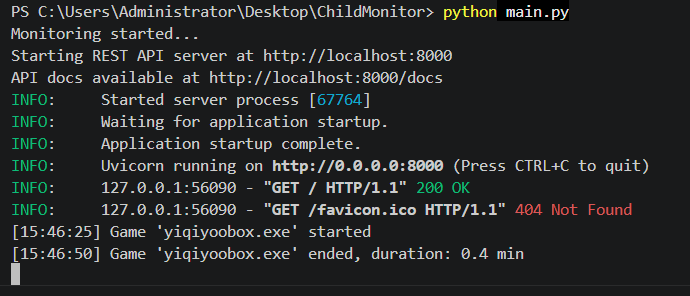 PS C:\Users\Administrator\Desktop\ChildMonitor> python main.py
Monitoring started...
Starting REST API server at http://localhost:8000
API docs available at http://localhost:8000/docs
INFO:     Started server process [67764]
INFO:     Waiting for application startup.
INFO:     Application startup complete.
INFO:     Uvicorn running on http://0.0.0.0:8000 (Press CTRL+C to quit)
INFO:     127.0.0.1:56090 - "GET / HTTP/1.1" 200 OK
INFO:     127.0.0.1:56090 - "GET /favicon.ico HTTP/1.1" 404 Not Found
[15:46:25] Game 'yiqiyoobox.exe' started
[15:46:50] Game 'yiqiyoobox.exe' ended, duration: 0.4 min